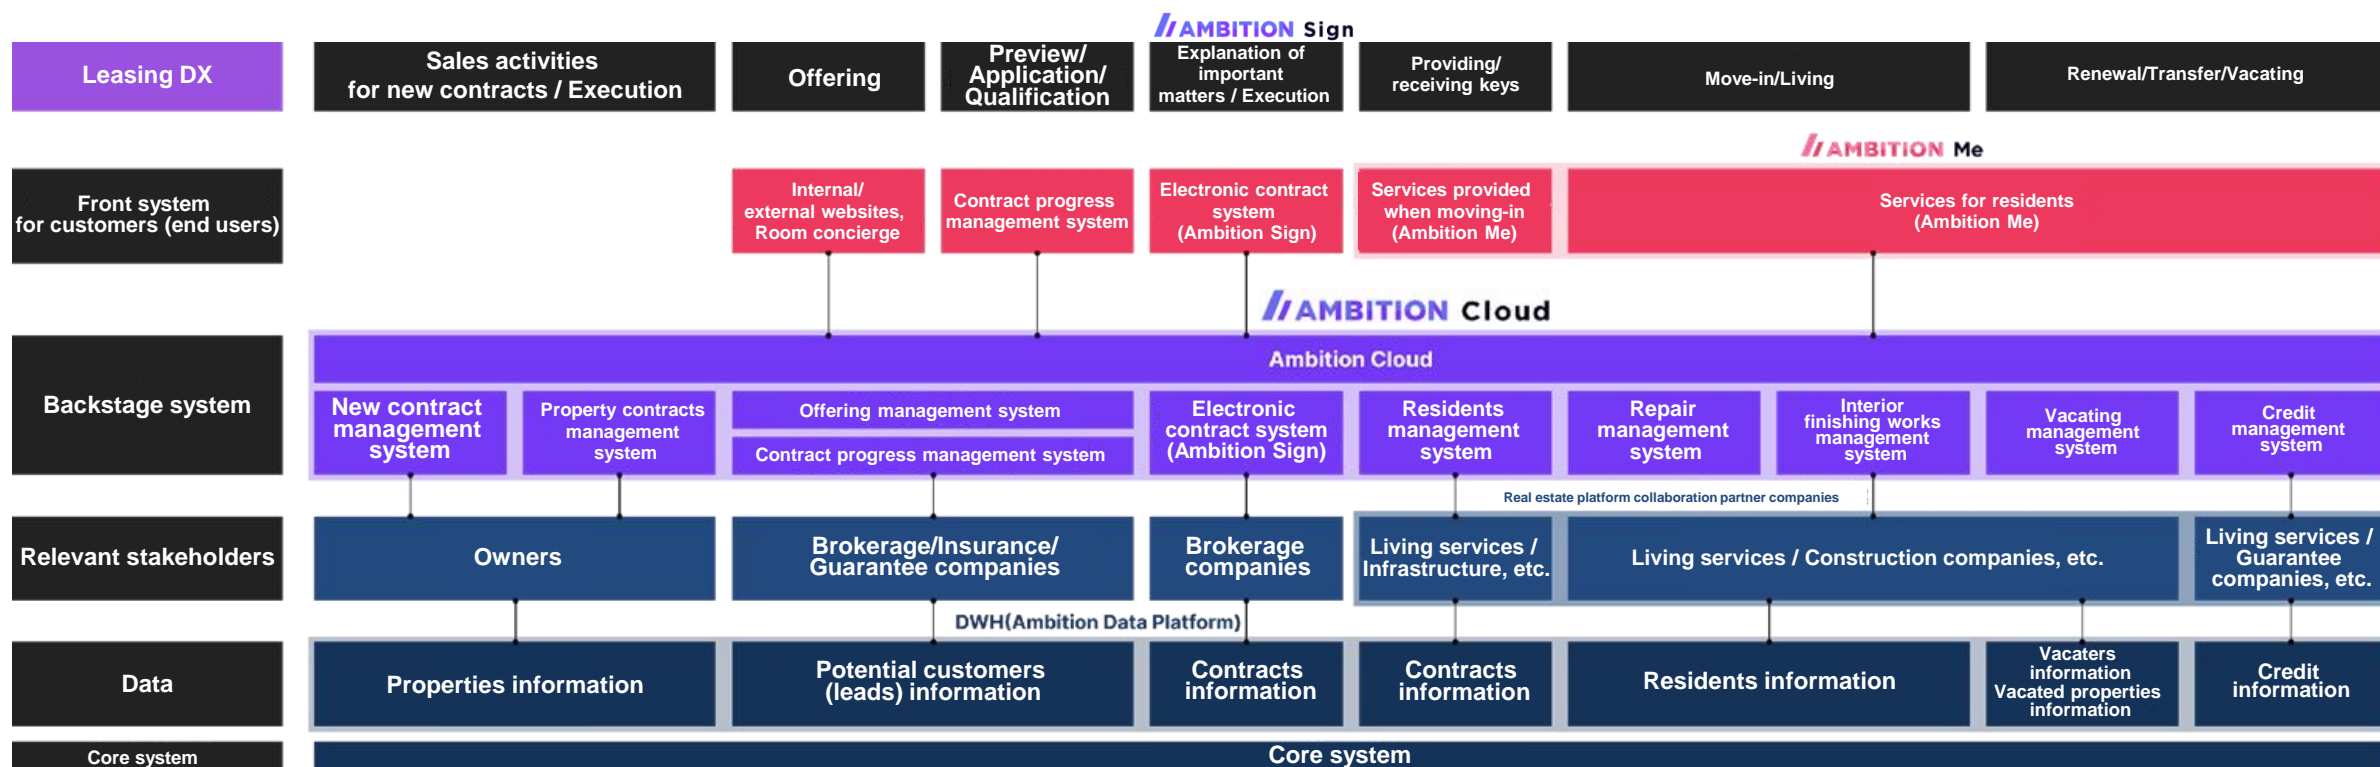 AMBITION Sign
Leasing DX
Sales activities
for new contracts / Execution
Offering
Preview/
Application/
Qualification
Explanation of
important
matters / Execution
Providing/
receiving keys
Move-in/Living
Renewal/Transfer/Vacating
AMBITION Me
Front system
for customers (end users)
Internal/
external websites,
Room concierge
Contract progress
management system
Electronic contract
system
(Ambition Sign)
Services provided
when moving-in
(Ambition Me)
Services for residents
(Ambition Me)
AMBITION Cloud
Ambition Cloud
Backstage system
New contract
management
system
Property contracts
management
system
Offering management system
Contract progress management system
Electronic
contract system
(Ambition Sign)
Residents
management
system
Repair
management
system
Interior
finishing works
management
system
Vacating
management
system
Credit
management
system
Real estate platform collaboration partner companies
Relevant stakeholders
Owners
Brokerage/Insurance/
Guarantee companies
Brokerage
companies
Living services /
Infrastructure, etc.
Living services / Construction companies, etc.
Living services /
Guarantee
companies, etc.
DWH(Ambition Data Platform)
Data
Properties information
Potential customers
(leads) information
Contracts
information
Contracts
information
Residents information
Vacaters
information
Vacated properties
information
Credit
information
Core system
Core system